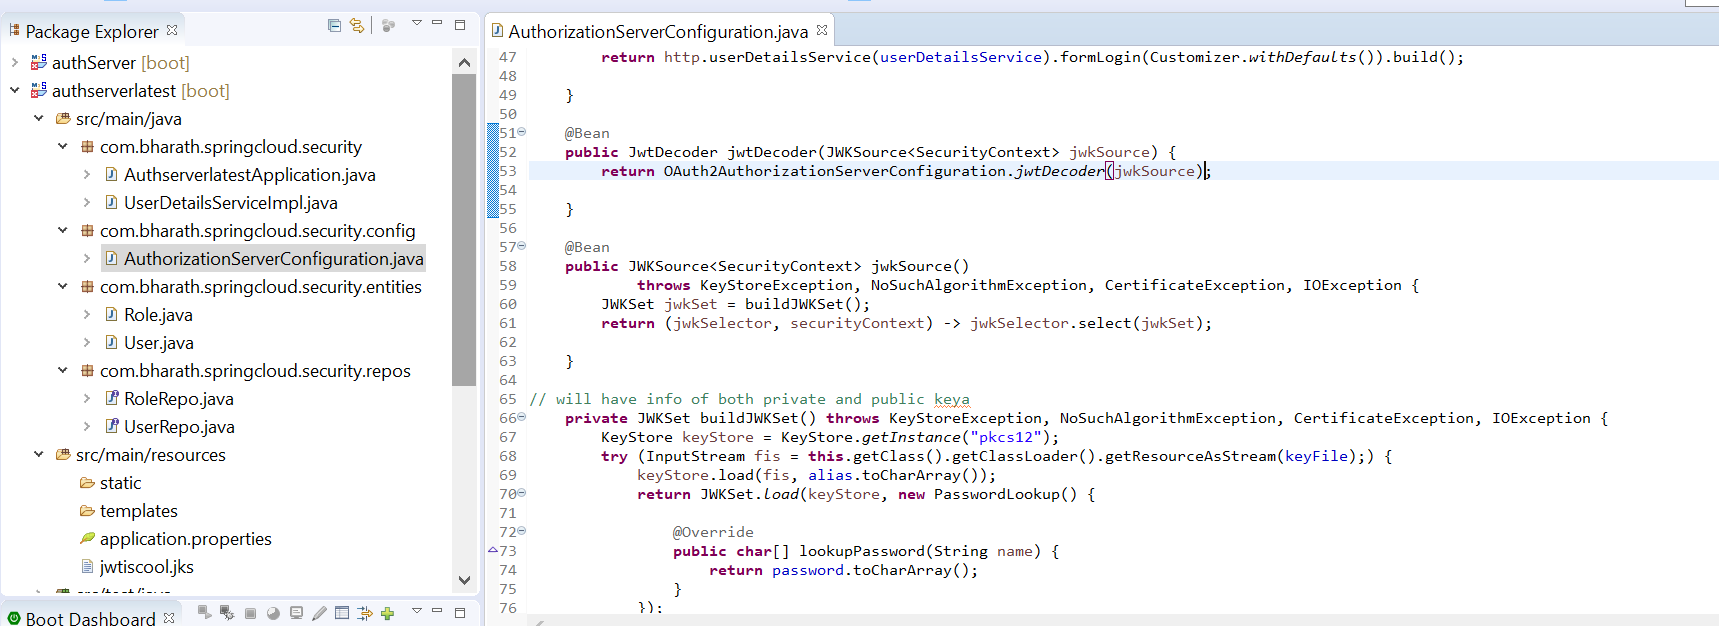 Package Explorer
authServer [boot]
authserverlatest [boot]
src/main/java
com.bharath.springcloud.security
AuthserverlatestApplication.java
UserDetailsServiceImpl.java
com.bharath.springcloud.security.config
AuthorizationServerConfiguration.java
com.bharath.springcloud.security.entities
Role.java
User.java
com.bharath.springcloud.security.repos
RoleRepo.java
UserRepo.java
src/main/resources
static
templates
application.properties
jwtiscool.jks
Boot Dashboard
AuthorizationServerConfiguration.java
47 return http.userDetailsService(userDetailsService).formLogin(Customizer.withDefaults()).build();
48
49 }
50
51 @Bean
52 public JwtDecoder jwtDecoder(JWKSource<SecurityContext> jwkSource) {
53 return OAuth2AuthorizationServerConfiguration.jwtDecoder(jwkSource);
54
55 }
56
57 @Bean
58 public JWKSource<SecurityContext> jwkSource()
59 throws KeyStoreException, NoSuchAlgorithmException, CertificateException, IOException {
60 JWKSet jwkSet = buildJWKSet();
61 return (jwkSelector, securityContext) -> jwkSelector.select(jwkSet);
62
63 }
64
65 // will have info of both private and public keya
66 private JWKSet buildJWKSet() throws KeyStoreException, NoSuchAlgorithmException, CertificateException, IOException {
67 KeyStore keyStore = KeyStore.getInstance("pkcs12");
68 try (InputStream fis = this.getClass().getClassLoader().getResourceAsStream(keyFile);) {
69 keyStore.load(fis, alias.toCharArray());
70 return JWKSet.load(keyStore, new PasswordLookup() {
71
72 @Override
73 public char[] lookupPassword(String name) {
74 return password.toCharArray();
75 }
76 });